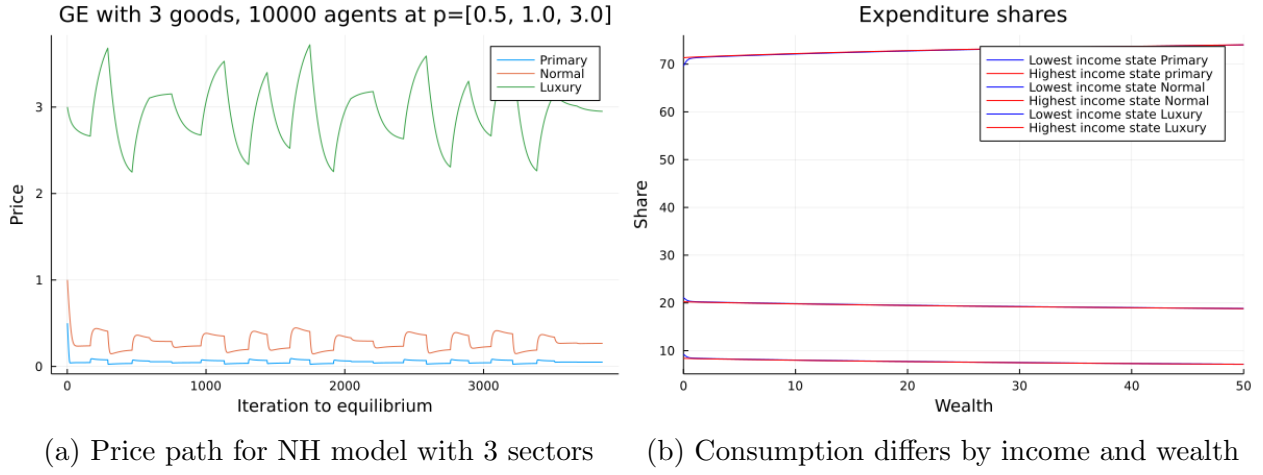 GE with 3 goods, 10000 agents at p=[0.5, 1.0, 3.0]
Primary
Normal
Luxury
3
2
1
0
Price
0
1000
2000
3000
Iteration to equilibrium
(a) Price path for NH model with 3 sectors
Expenditure shares
Lowest income state Primary
Highest income state primary
Lowest income state Normal
Highest income state Normal
Lowest income state Luxury
Highest income state Luxury
70
60
50
40
30
20
10
Share
0
10
20
30
40
50
Wealth
(b) Consumption differs by income and wealth